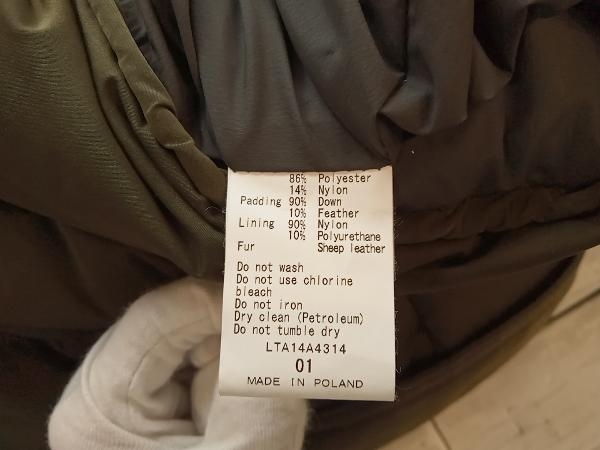 86% Polyester
14% Nylon
Padding 90% Down
10% Feather
Lining 90% Nylon
10% Polyurethane
Fur Sheep leather
Do not wash
Do not use chlorine
bleach
Do not iron
Dry clean (Petroleum)
Do not tumble dry
LTA14A4314
01
MADE IN POLAND